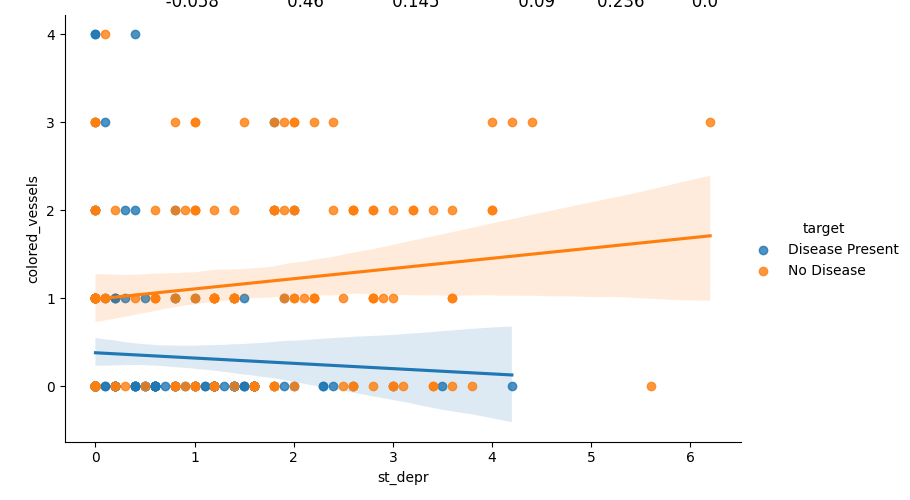 -0.038 0.46 0.145 0.09 0.236 0.0
4
3
2
1
0
colored_vessels
0 1 2 3 4 5 6
st_depr
target
Disease Present
No Disease